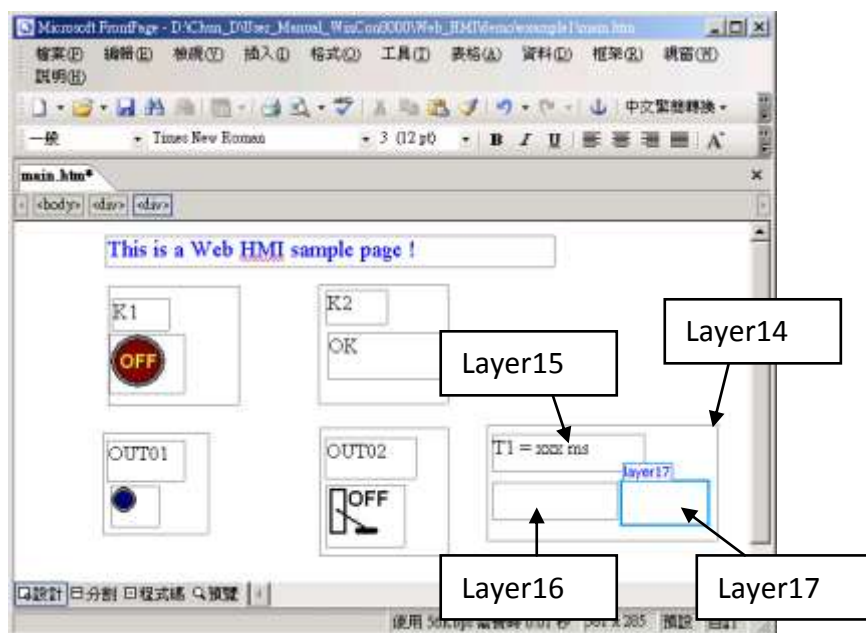 Microsoft FrontPage - D:\Chun_D\User_Manual_WinCon8000\Web_HMI\demo\example1\main.htm
檔案(F) 編輯(E) 檢視(V) 插入(I) 格式(O) 工具(T) 表格(A) 資料(D) 框架(R) 視窗(W)
說明(H)
中文繁簡轉換
一般 Times New Roman 3 (12 pt) B I U A
main.htm*
<body> <div> <div>
This is a Web HMI sample page !
K1
OFF
K2
OK
Layer15
Layer14
OUT01
OUT02
OFF
T1 = xxx ms
layer17
Layer16
Layer17
設計 分割 程式碼 預覽
預設 自訂